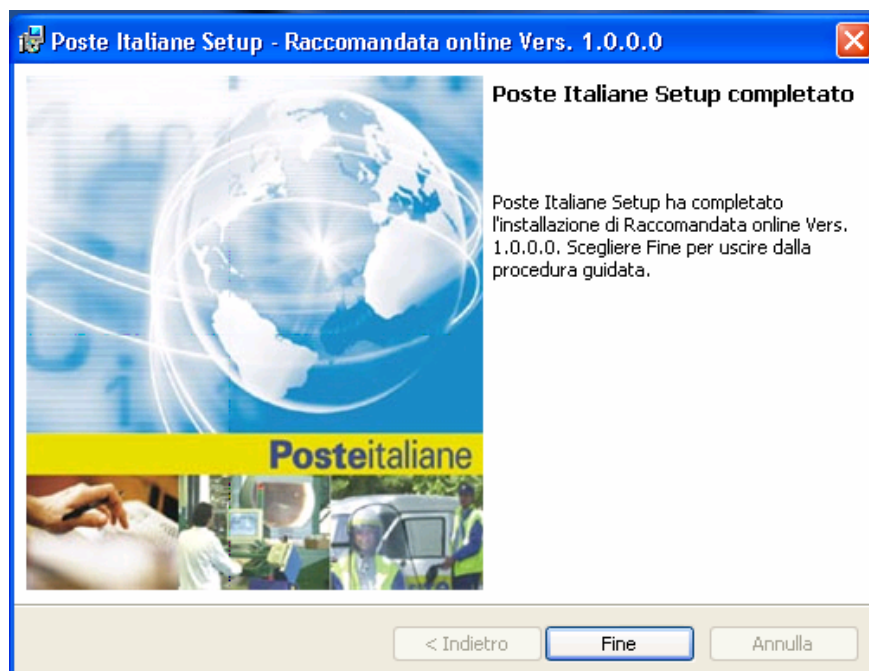 Poste Italiane Setup - Raccomandata online Vers. 1.0.0.0
Poste Italiane Setup completato
Poste Italiane Setup ha completato
l'installazione di Raccomandata online Vers.
1.0.0.0. Scegliere Fine per uscire dalla
procedura guidata.
Posteitaliane
< Indietro
Fine
Annulla